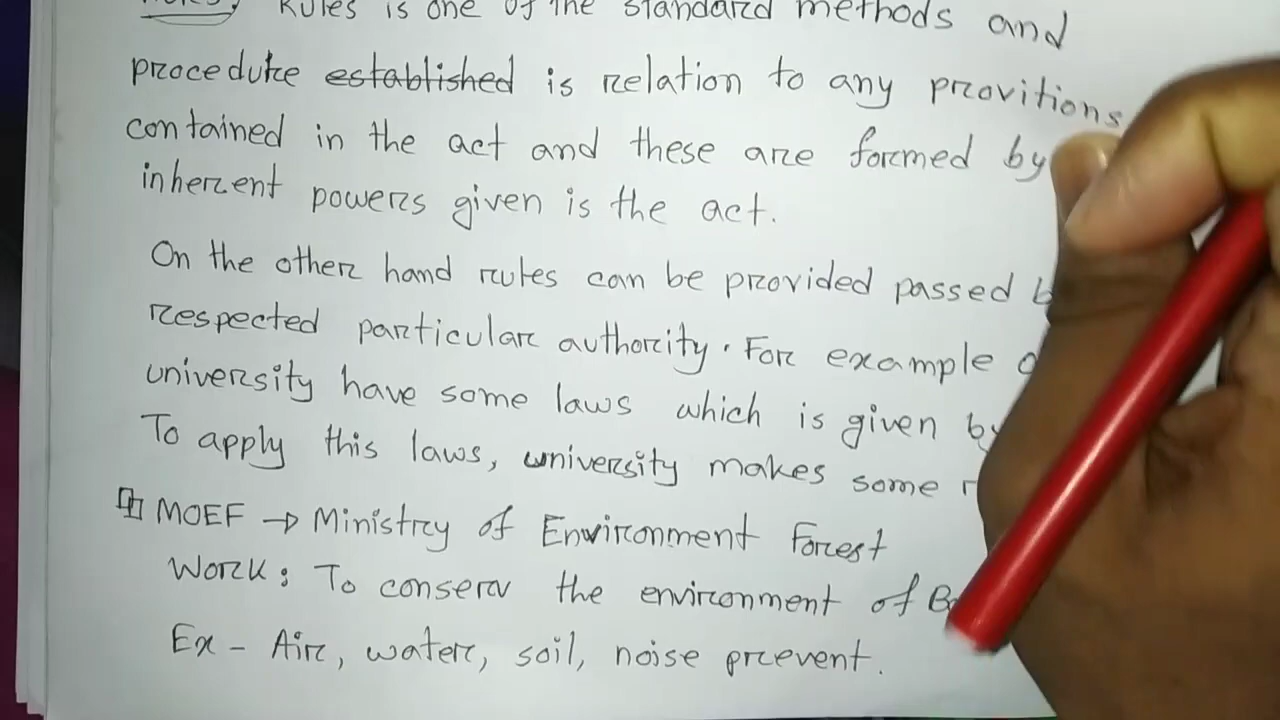 Rules is one of the standard methods and
procedure established is relation to any provitions
contained in the act and these are formed by
inherent powers given is the act.
On the other hand rules can be provided passed
respected particular authority. For example
university have some laws which is given by
To apply this laws, university makes some
MOEF → Ministry of Environment Forest
Work: To conserv the environment of
Ex - Air, water, soil, noise prevent.